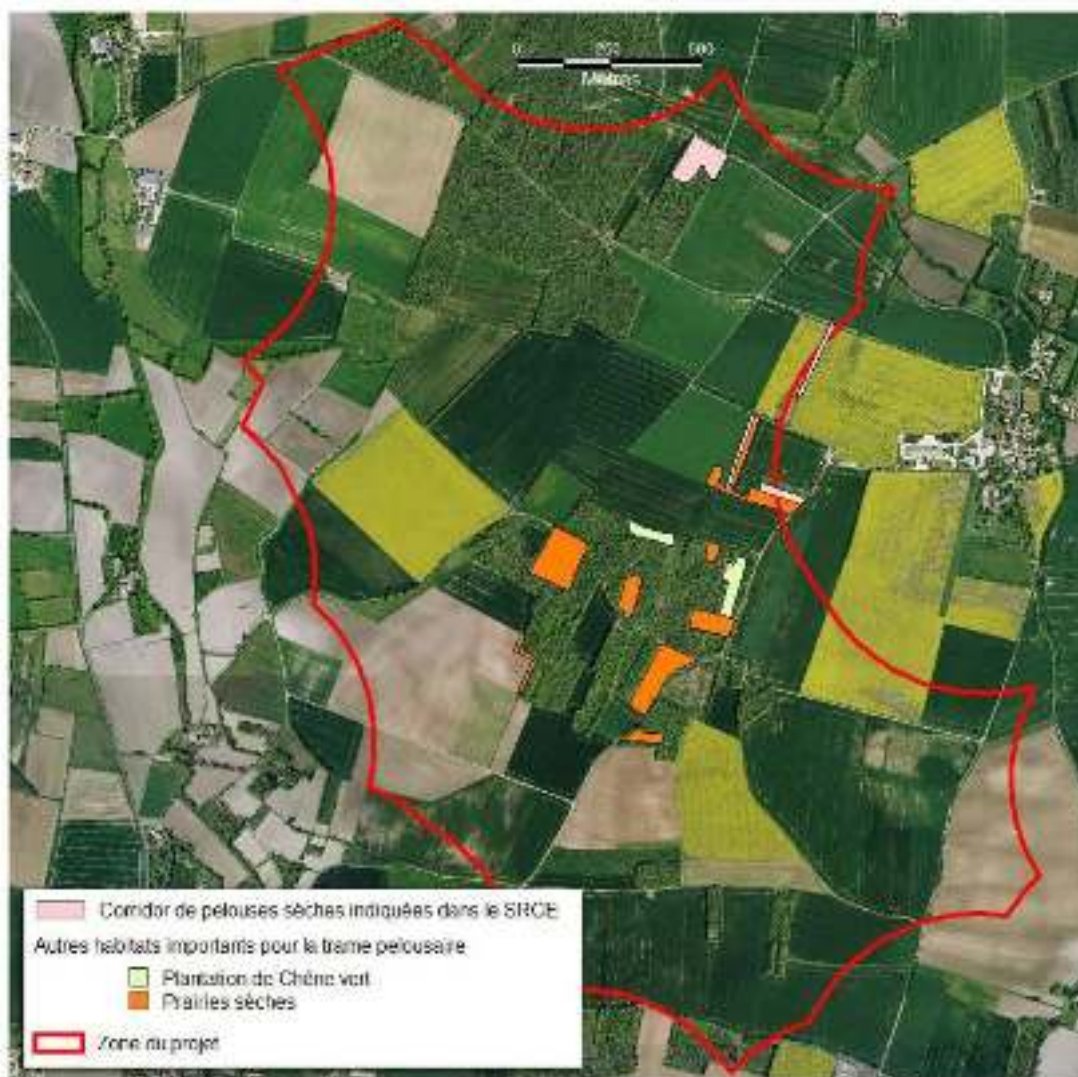 0 250 500
Mètres
Corridor de pelouses sèches indiquées dans le SRCE
Autres habitats importants pour la trame pelousaire
Plantation de Chêne vert
Prairies sèches
Zone du projet